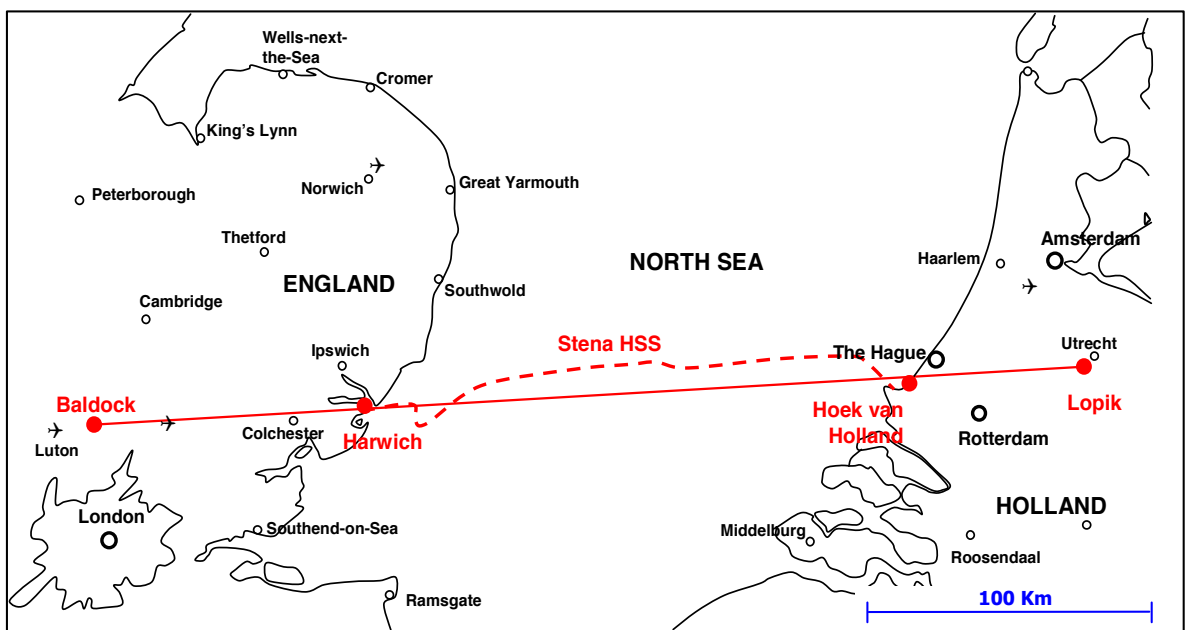 Wells-next-
the-Sea
Cromer
King's Lynn
Norwich
Great Yarmouth
Peterborough
Thetford
ENGLAND
NORTH SEA
Southwold
Cambridge
Haarlem
Amsterdam
Stena HSS
Ipswich
The Hague
Utrecht
Baldock
Luton
Colchester
Harwich
Hoek van
Holland
Lopik
Rotterdam
London
Southend-on-Sea
Middelburg
HOLLAND
Roosendaal
Ramsgate
100 Km